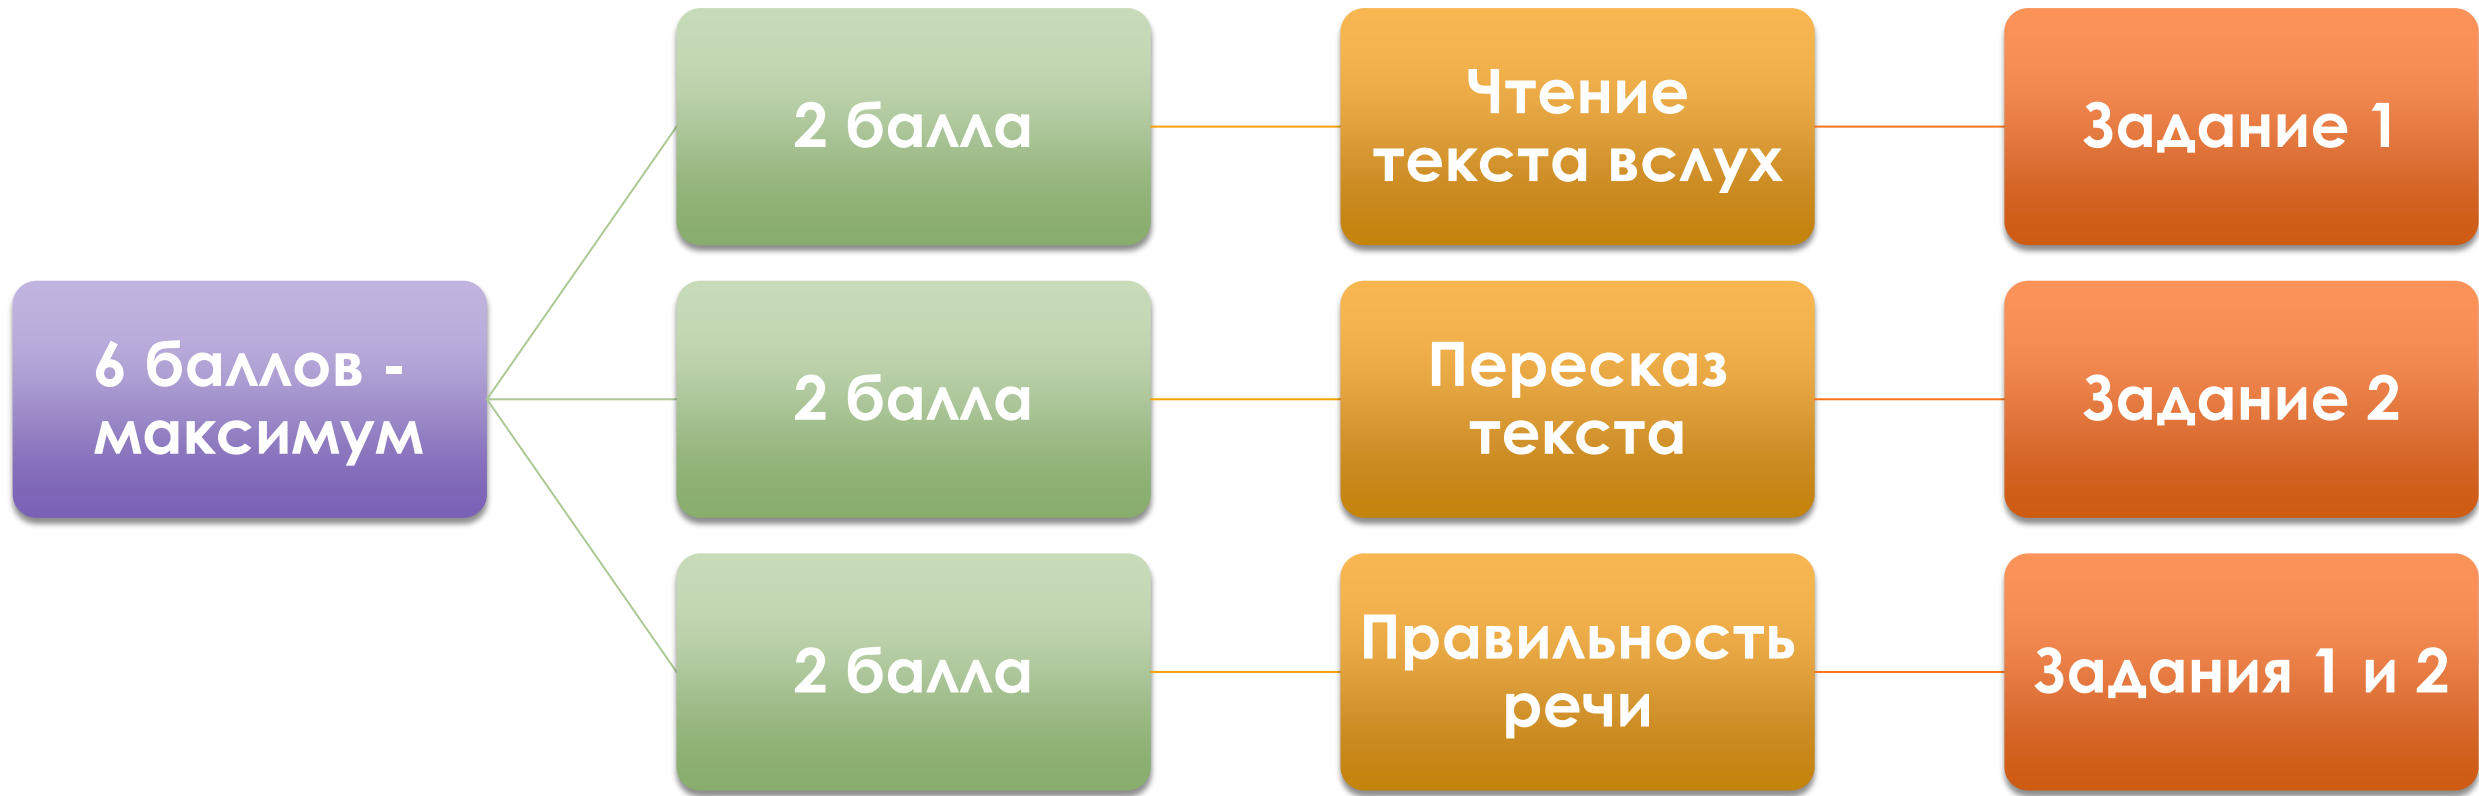 2 балла
Чтение
текста вслух
Задание 1
6 баллов -
максимум
2 балла
Пересказ
текста
Задание 2
2 балла
Правильность
речи
Задания 1 и 2